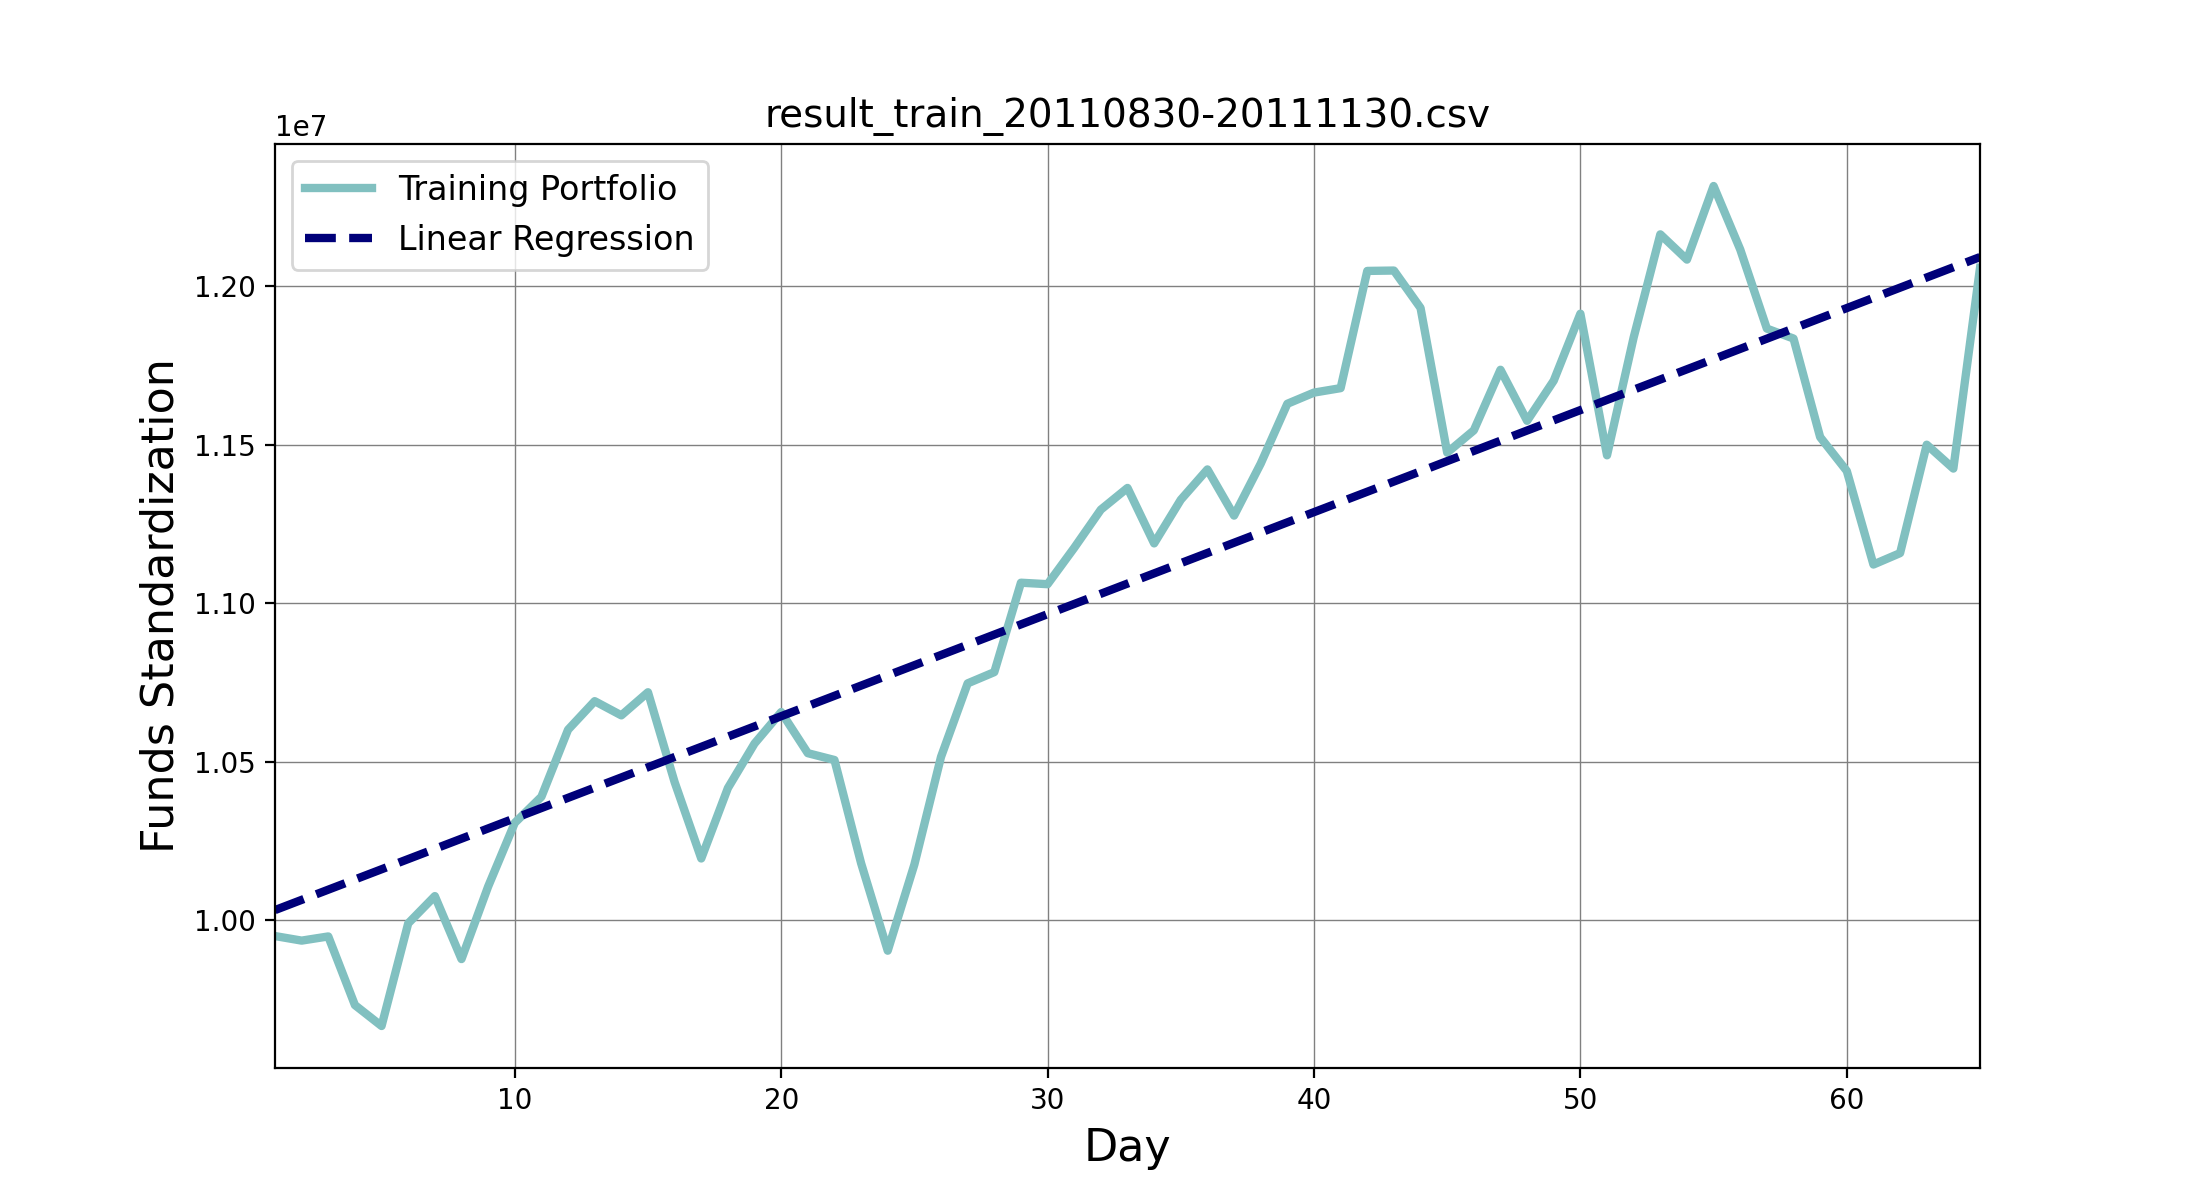 result_train_20110830-20111130.csv
1e7
Training Portfolio
Linear Regression
1.20
1.15
1.10
1.05
1.00
Funds Standardization
10 20 30 40 50 60
Day